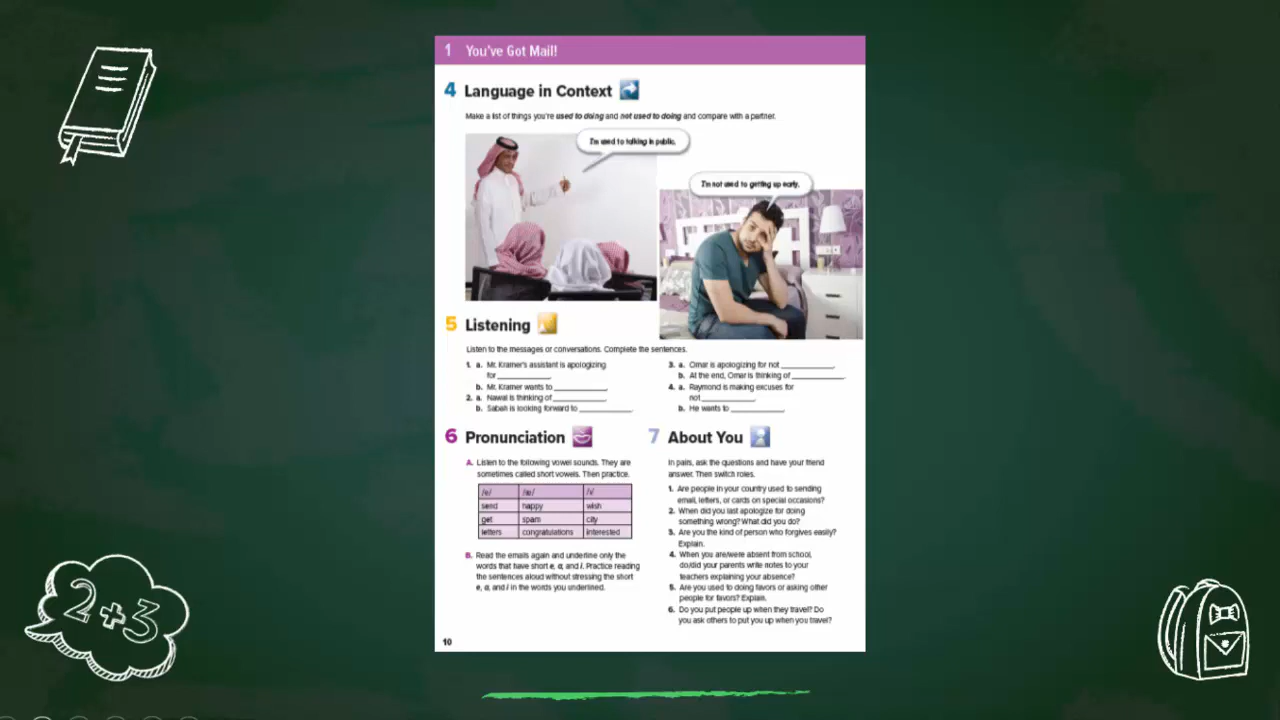 1 You've Got Mail!
4 Language in Context
Make a list of things you're used to doing and not used to doing and compare with a partner.
I'm used to talking in public.
I'm not used to getting up early.
5 Listening
Listen to the messages or conversations. Complete the sentences.
1. a. Mr. Kramer's assistant is apologizing
for ____________.
b. Mr. Kramer wants to ____________.
2. a. Nawal is thinking of ____________.
b. Sabah is looking forward to ____________.
3. a. Omar is apologizing for not ____________.
b. At the end, Omar is thinking of ____________.
4. a. Raymond is making excuses for
not ____________.
b. He wants to ____________.
6 Pronunciation
A. Listen to the following vowel sounds. They are
sometimes called short vowels. Then practice.
/e/ /æ/ /ɪ/
send happy wish
get spam city
letters congratulations interested
B. Read the emails again and underline only the
words that have short e, a, and i. Practice reading
the sentences aloud without stressing the short
e, a, and i in the words you underlined.
7 About You
In pairs, ask the questions and have your friend
answer. Then switch roles.
1. Are people in your country used to sending
email, letters, or cards on special occasions?
2. When did you last apologize for doing
something wrong? What did you do?
3. Are you the kind of person who forgives easily?
Explain.
4. When you are/were absent from school,
do/did your parents write notes to your
teachers explaining your absence?
5. Are you used to doing favors or asking other
people for favors? Explain.
6. Do you put people up when they travel? Do
you ask others to put you up when you travel?
10
2+3